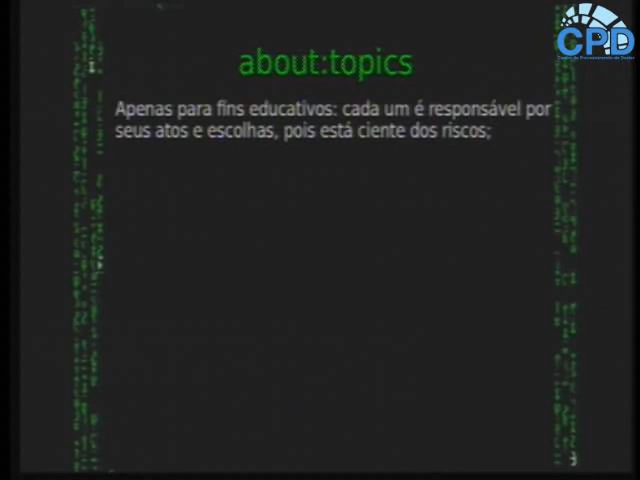 CPD
about:topics
Apenas para fins educativos: cada um é responsável por
seus atos e escolhas, pois está ciente dos riscos;